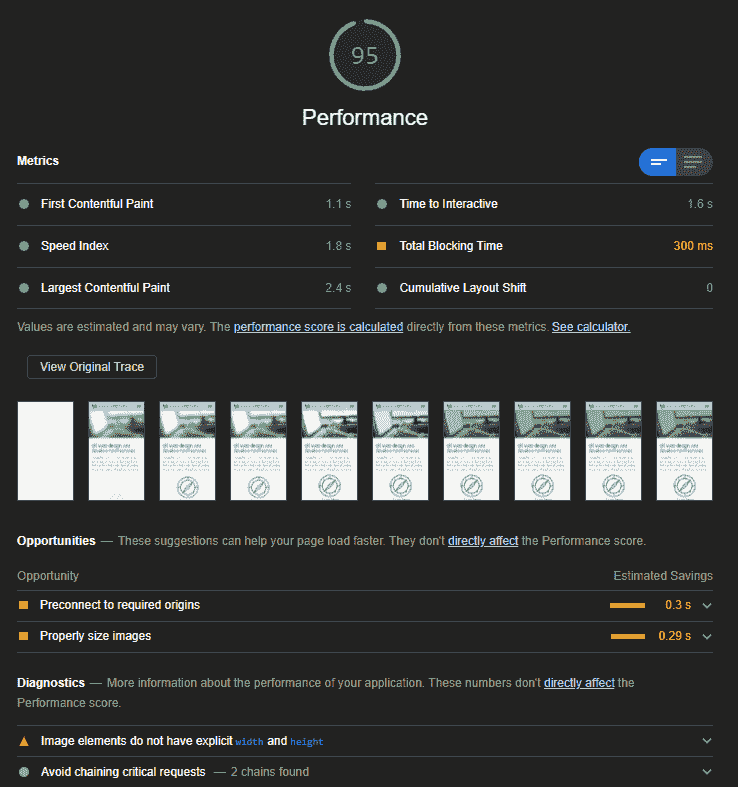 95
Performance
Metrics
First Contentful Paint 1.1 s
Time to Interactive 1.6 s
Speed Index 1.8 s
Total Blocking Time 300 ms
Largest Contentful Paint 2.4 s
Cumulative Layout Shift 0
Values are estimated and may vary. The performance score is calculated directly from these metrics. See calculator.
View Original Trace
Opportunities — These suggestions can help your page load faster. They don't directly affect the Performance score.
Opportunity Estimated Savings
Preconnect to required origins 0.3 s
Properly size images 0.29 s
Diagnostics — More information about the performance of your application. These numbers don't directly affect the
Performance score.
Image elements do not have explicit width and height
Avoid chaining critical requests — 2 chains found